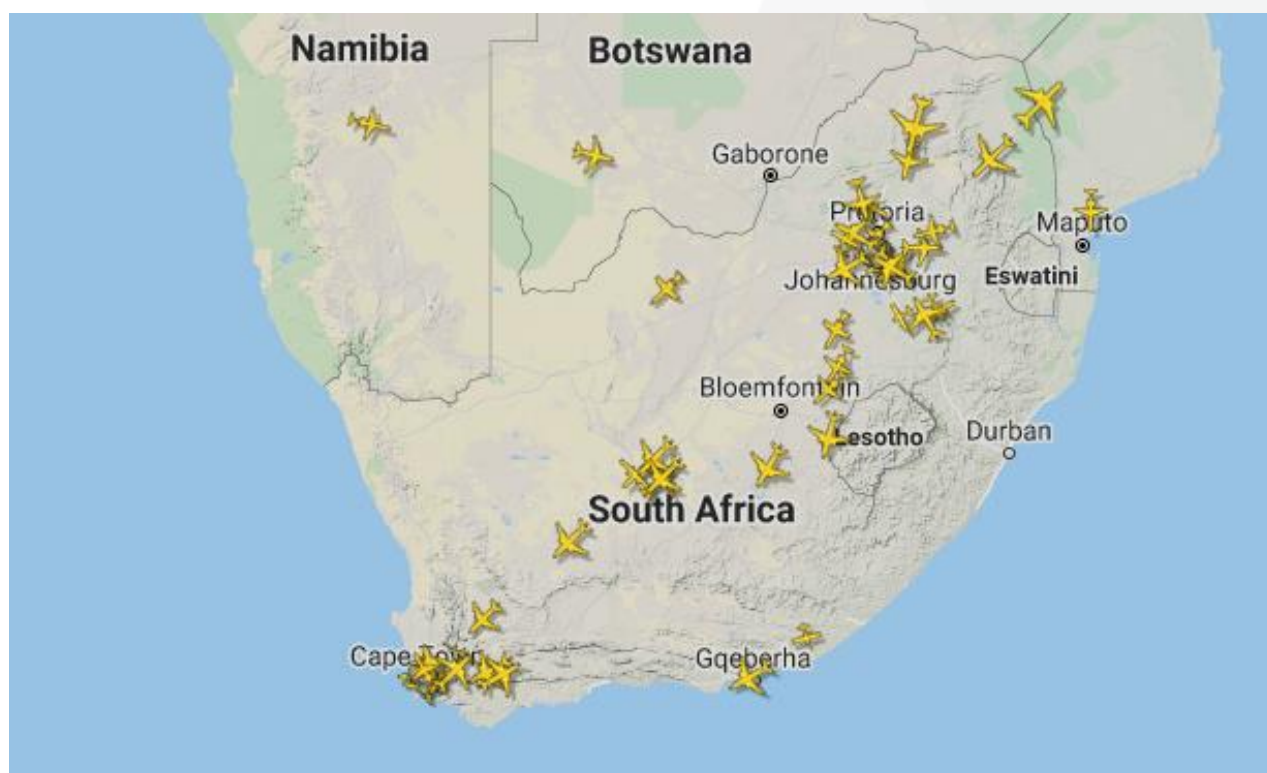 Namibia
Botswana
Gaborone
Pretoria
Maputo
Johannesburg
Eswatini
Bloemfontein
Lesotho
Durban
South Africa
Cape Town
Gqeberha